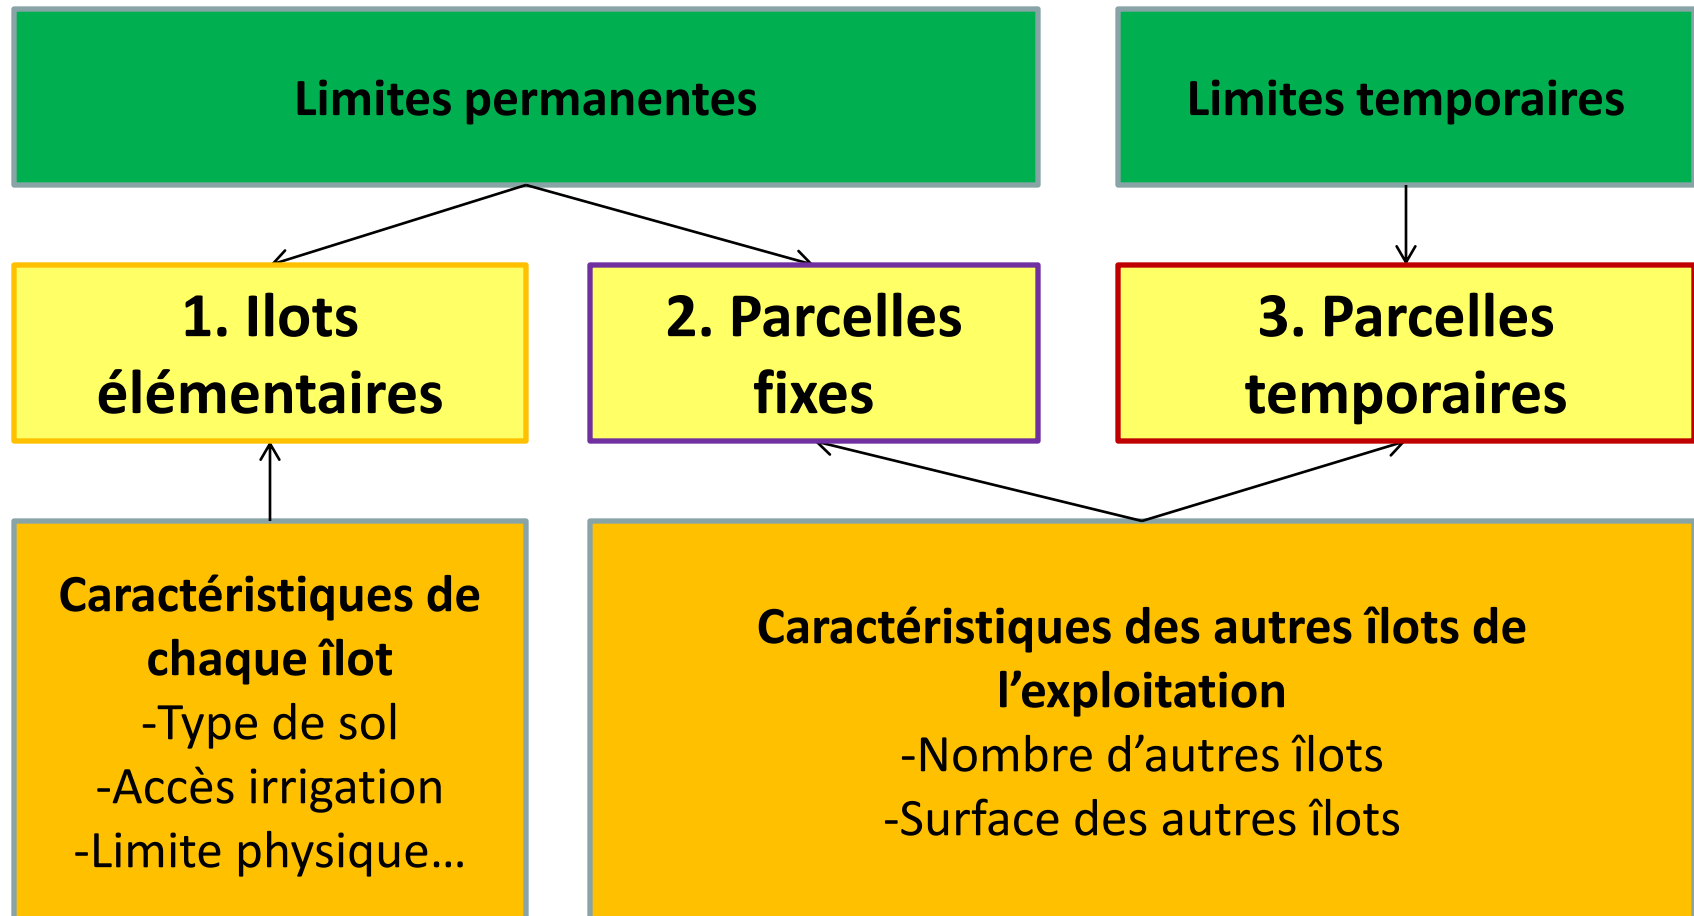 Limites permanentes
Limites temporaires
1. Ilots
élémentaires
2. Parcelles
fixes
3. Parcelles
temporaires
Caractéristiques de
chaque îlot
-Type de sol
-Accès irrigation
-Limite physique...
Caractéristiques des autres îlots de
l’exploitation
-Nombre d’autres îlots
-Surface des autres îlots